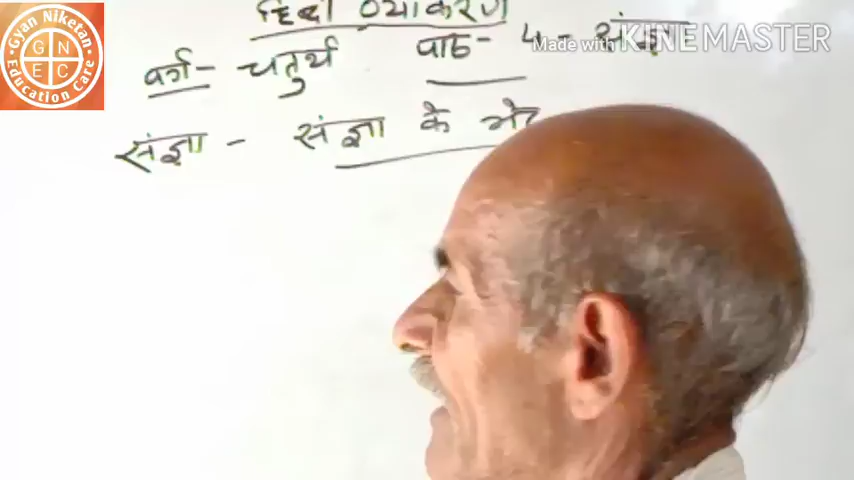 हिन्दी व्याकरण
वर्ग- चतुर्थ पाठ- 4- संज्ञा
Made with KINEMASTER
संज्ञा - संज्ञा के भेद
Gyan Niketan
G N
E C
Education Care